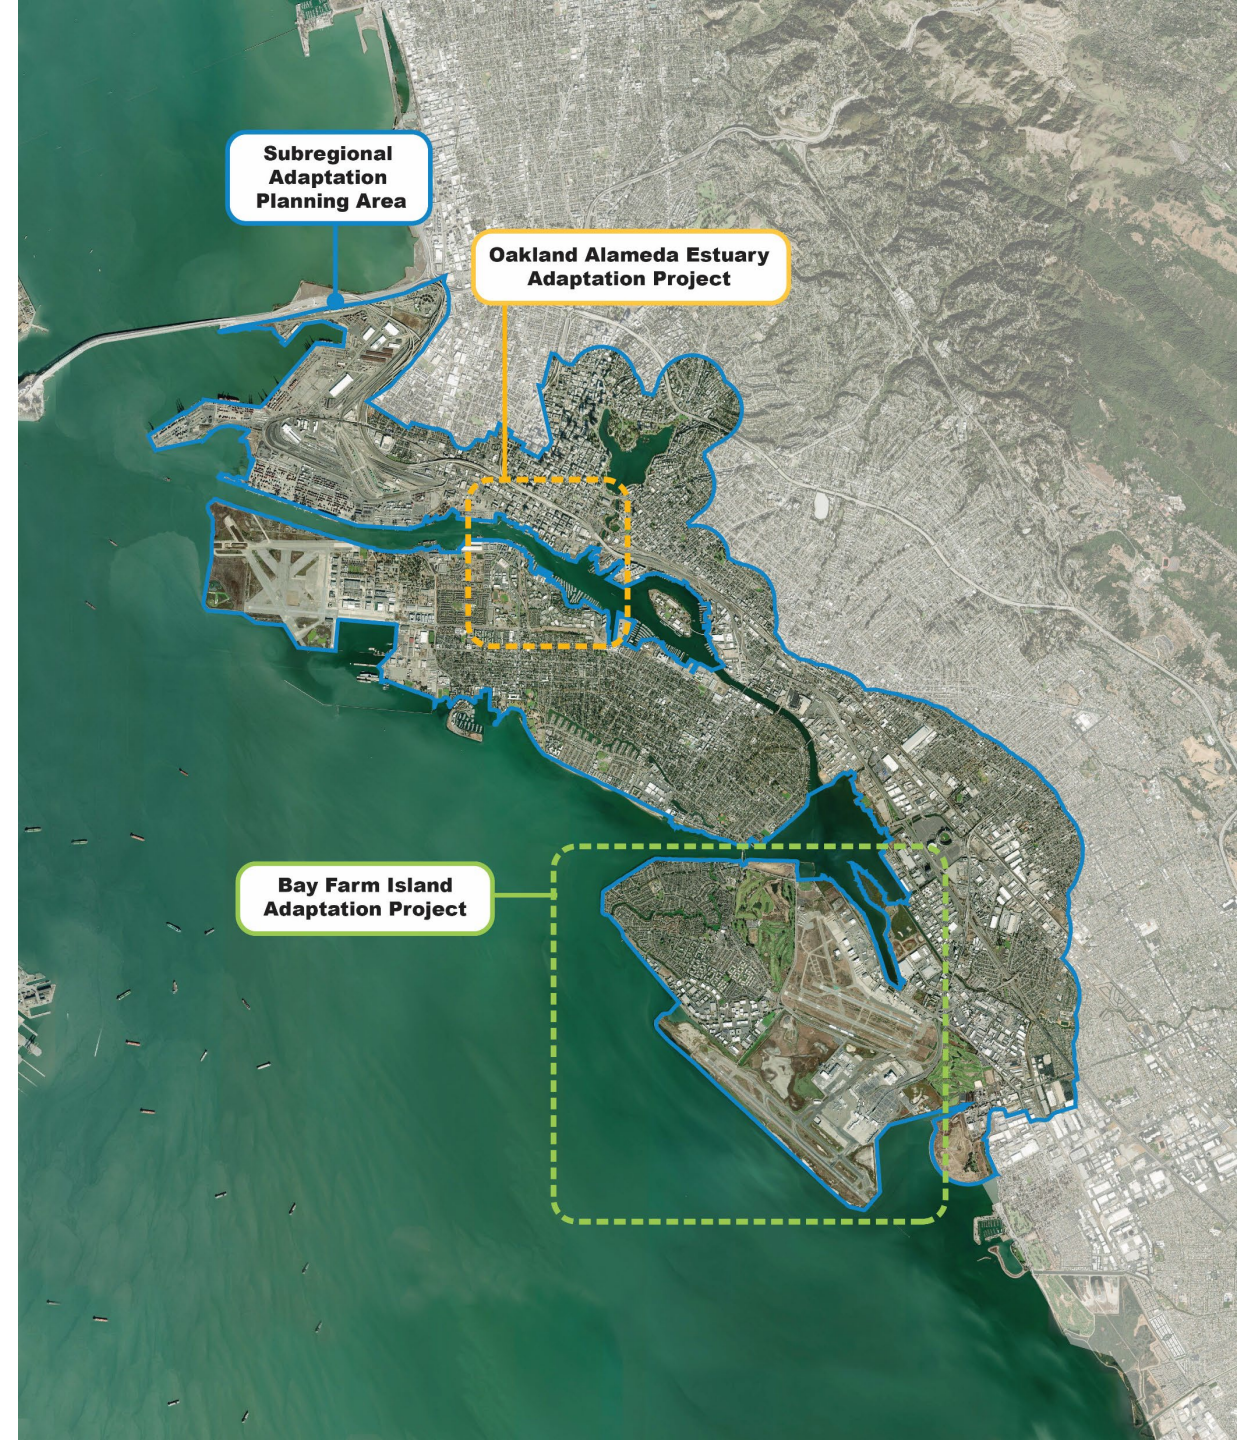 Subregional
Adaptation
Planning Area
Oakland Alameda Estuary
Adaptation Project
Bay Farm Island
Adaptation Project